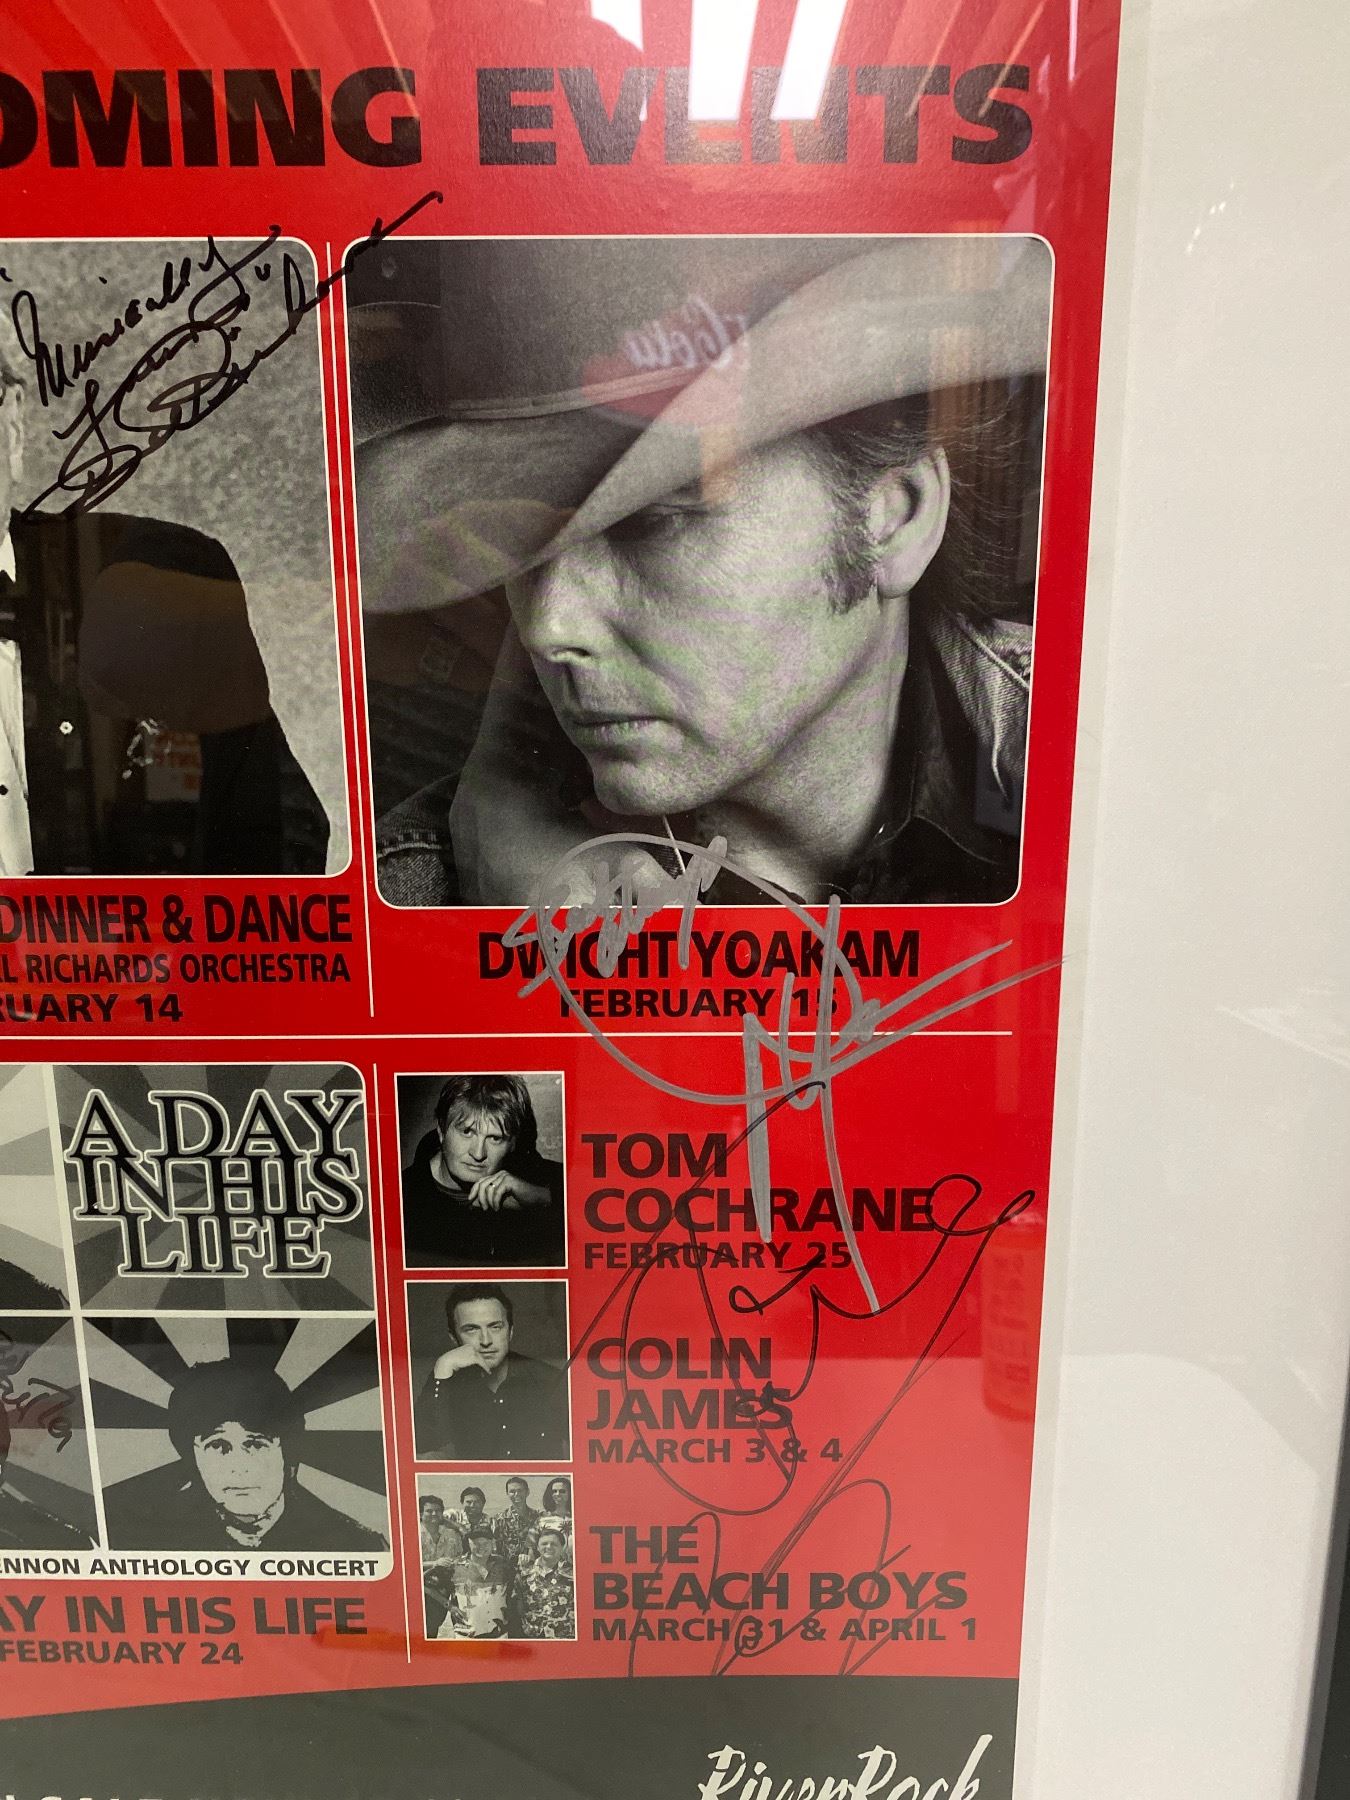 OMING EVENTS
Musically
DINNER & DANCE
L RICHARDS ORCHESTRA
RUARY 14
DWIGHT YOAKAM
FEBRUARY 15
A DAY
IN HIS
LIFE
ENNON ANTHOLOGY CONCERT
AY IN HIS LIFE
FEBRUARY 24
TOM
COCHRANE
FEBRUARY 25
COLIN
JAMES
MARCH 3 & 4
THE
BEACH BOYS
MARCH 31 & APRIL 1
RiverRock